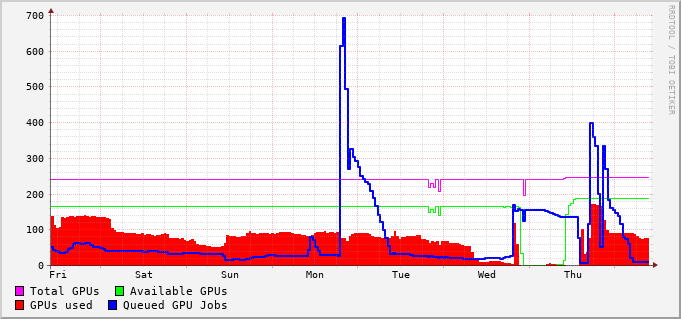 700
600
500
400
300
200
100
0
Fri Sat Sun Mon Tue Wed Thu
Total GPUs Available GPUs
GPUs used Queued GPU Jobs
RRDTOOL / TOBI OETIKER